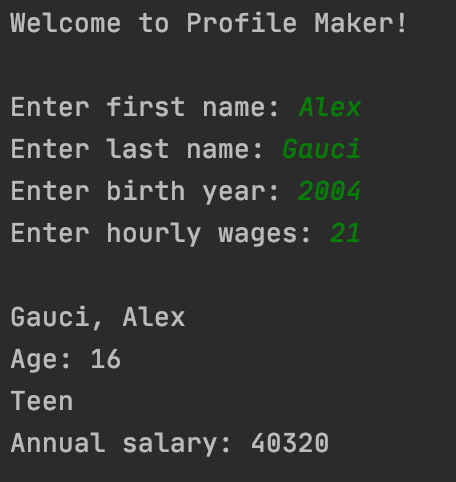 Welcome to Profile Maker!
Enter first name: Alex
Enter last name: Gauci
Enter birth year: 2004
Enter hourly wages: 21
Gauci, Alex
Age: 16
Teen
Annual salary: 40320